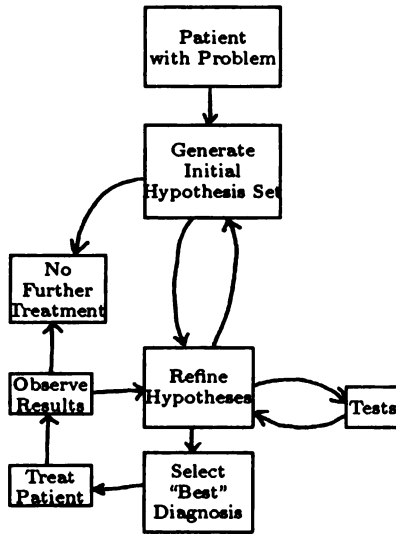 Patient
with Problem
Generate
Initial
Hypothesis Set
No
Further
Treatment
Observe
Results
Refine
Hypotheses
Tests
Treat
Patient
Select
“Best”
Diagnosis